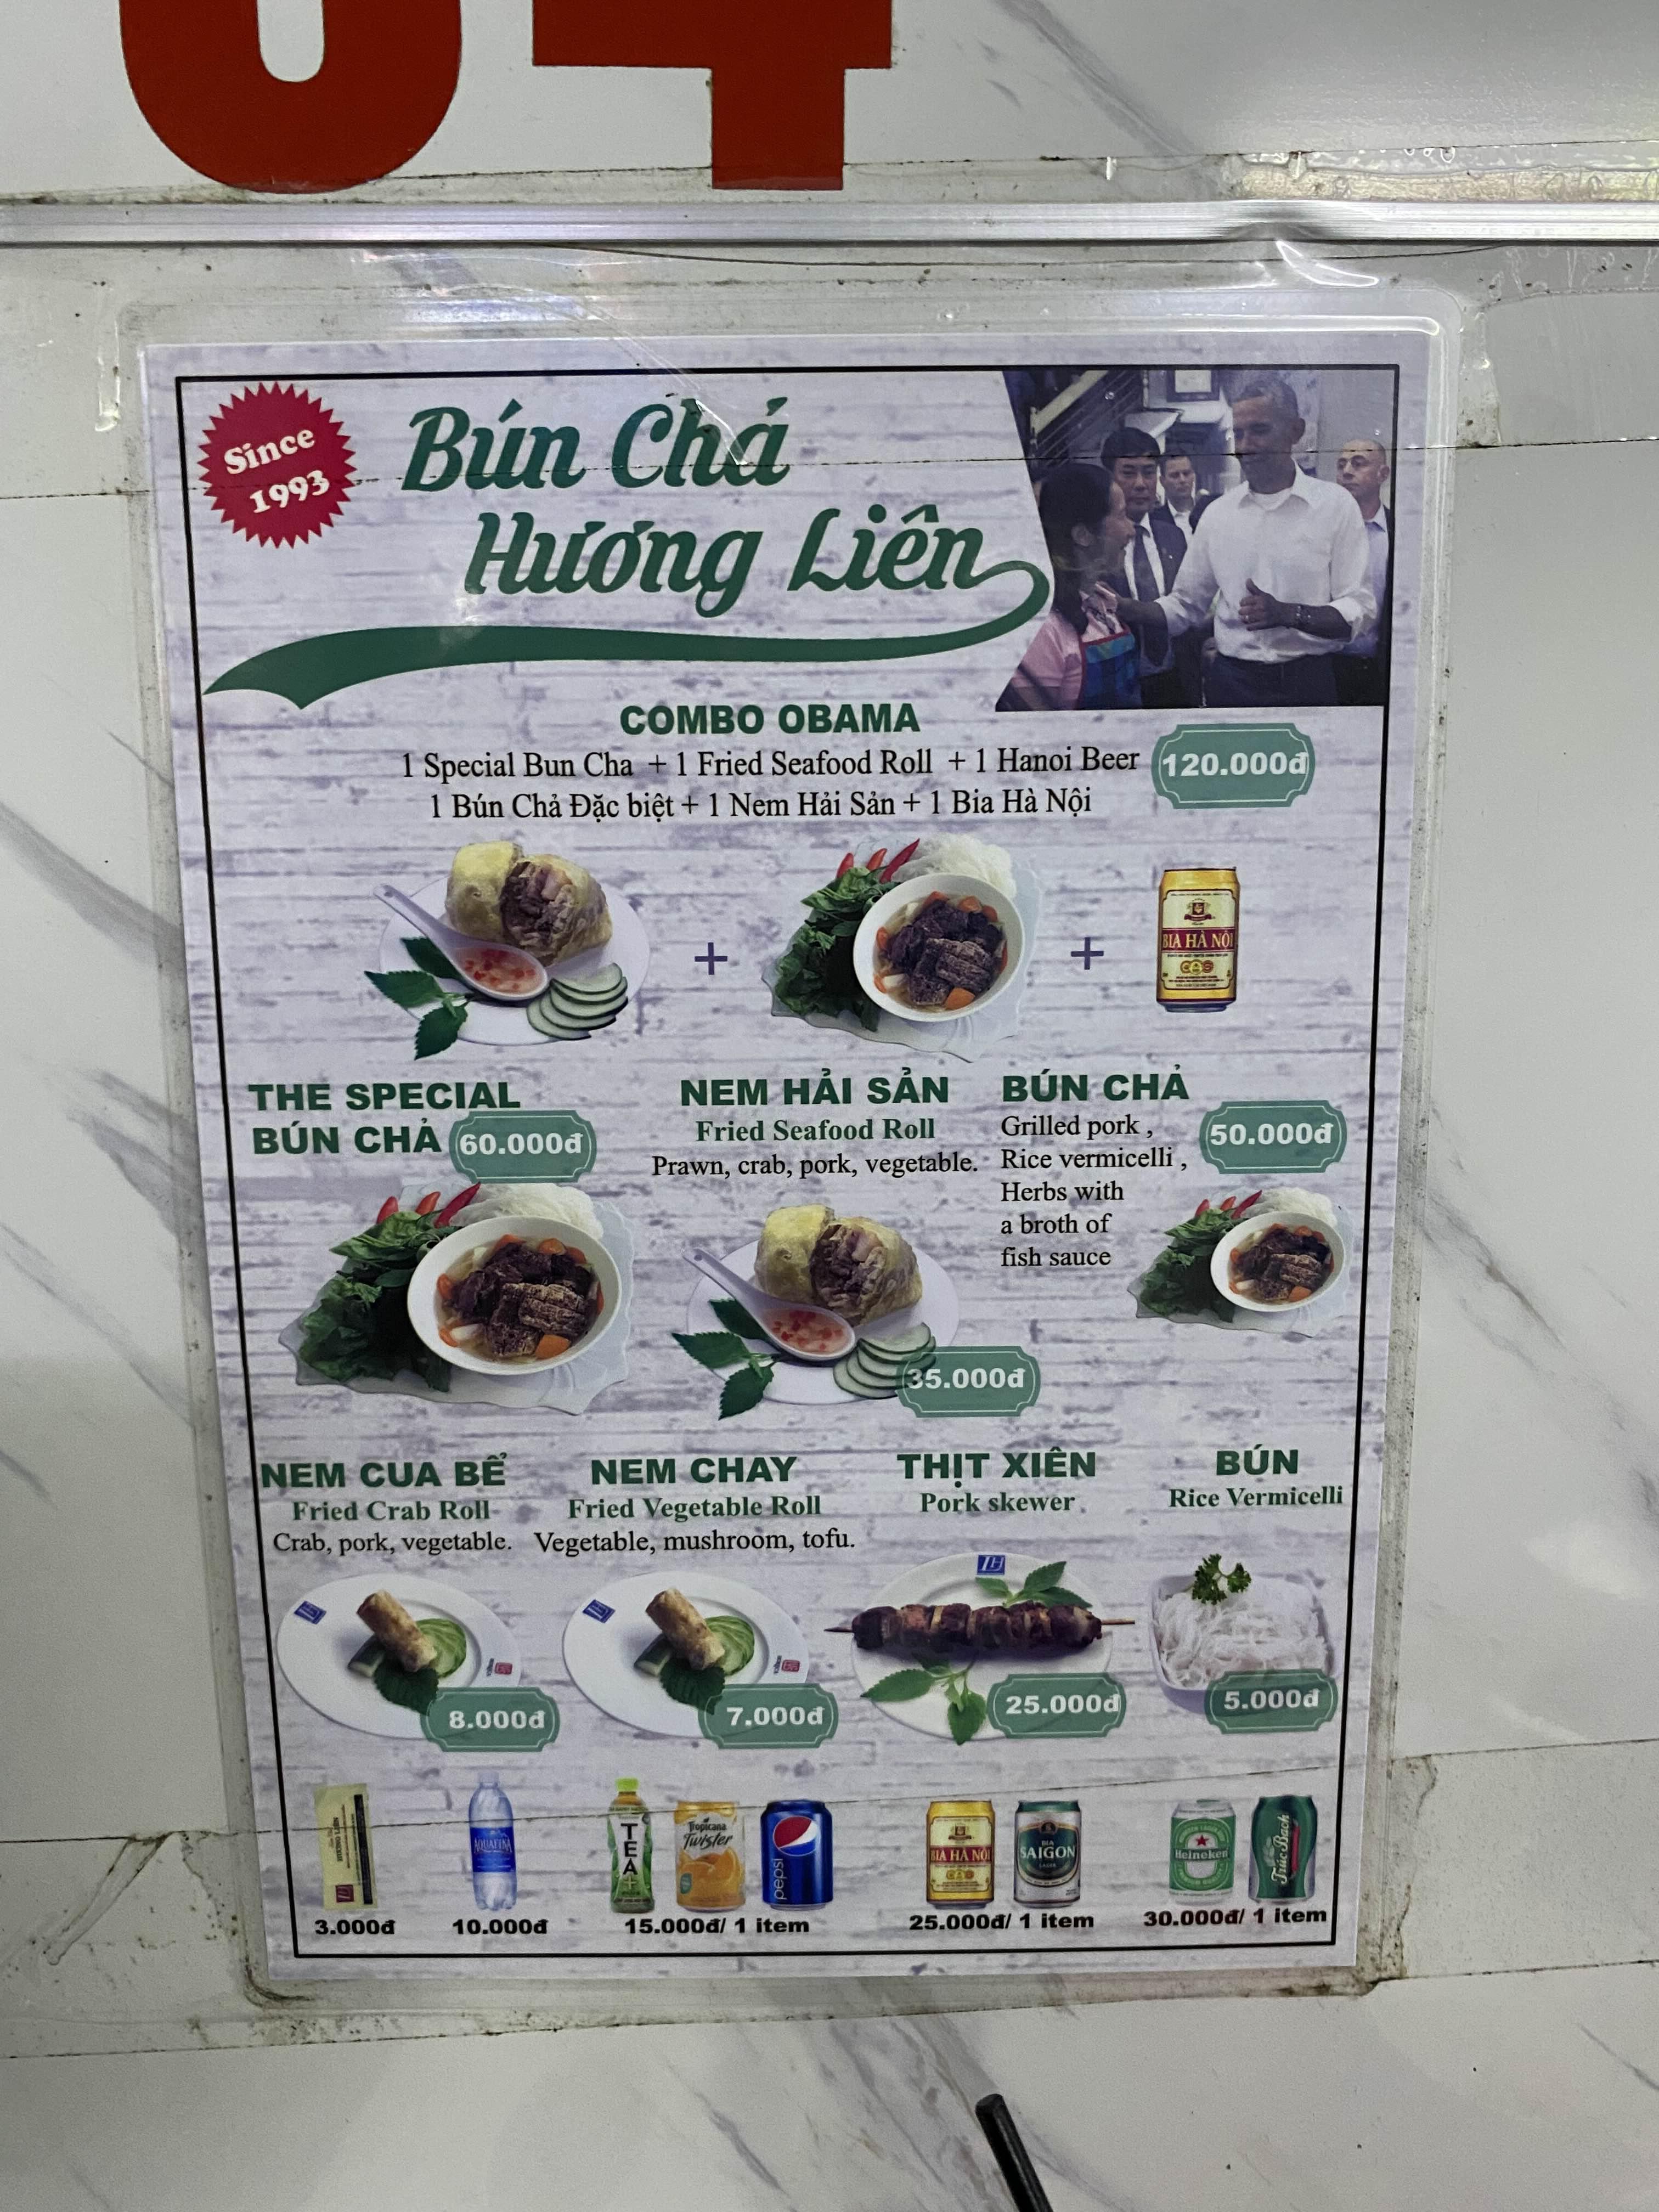 04
Since
1993
Bún Chả
Hương Liên
COMBO OBAMA
1 Special Bun Cha + 1 Fried Seafood Roll + 1 Hanoi Beer
120.000đ
1 Bún Chả Đặc biệt + 1 Nem Hải Sản + 1 Bia Hà Nội
+
+
BIA HÀ NỘI
THE SPECIAL
BÚN CHẢ
60.000đ
NEM HẢI SẢN
Fried Seafood Roll
Prawn, crab, pork, vegetable.
35.000đ
BÚN CHẢ
Grilled pork ,
Rice vermicelli ,
Herbs with
a broth of
fish sauce
50.000đ
NEM CUA BỂ
Fried Crab Roll
Crab, pork, vegetable.
8.000đ
NEM CHAY
Fried Vegetable Roll
Vegetable, mushroom, tofu.
7.000đ
THỊT XIÊN
Pork skewer
25.000đ
BÚN
Rice Vermicelli
5.000đ
3.000đ
AQUAFINA
10.000đ
TEA+
Tropicana
Twister
pepsi
15.000đ/ 1 item
BIA HÀ NỘI
BIA
SAIGON
LAGER
25.000đ/ 1 item
Heineken
Trúc Bạch
30.000đ/ 1 item